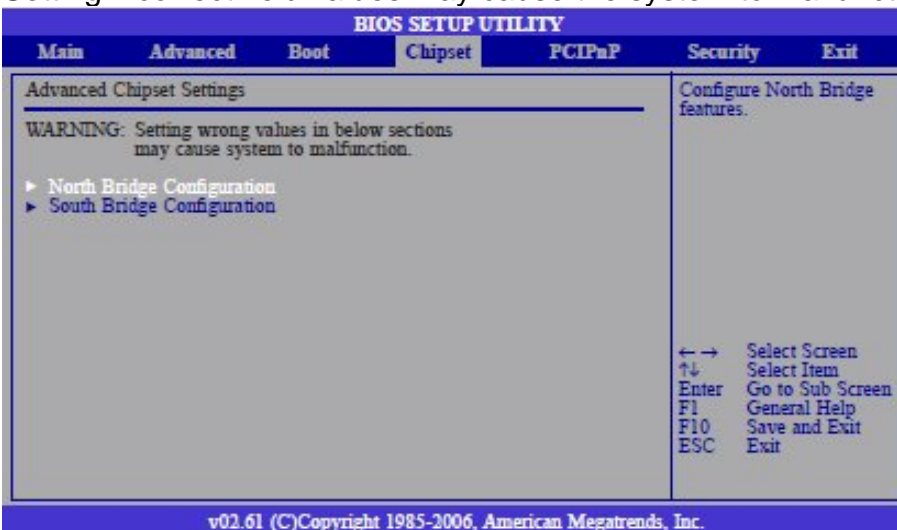 BIOS SETUP UTILITY
Main Advanced Boot Chipset PCIPnP Security Exit
Advanced Chipset Settings
WARNING: Setting wrong values in below sections
may cause system to malfunction.
► North Bridge Configuration
► South Bridge Configuration
Configure North Bridge
features.
←→ Select Screen
↑↓ Select Item
Enter Go to Sub Screen
F1 General Help
F10 Save and Exit
ESC Exit
v02.61 (C)Copyright 1985-2006, American Megatrends, Inc.